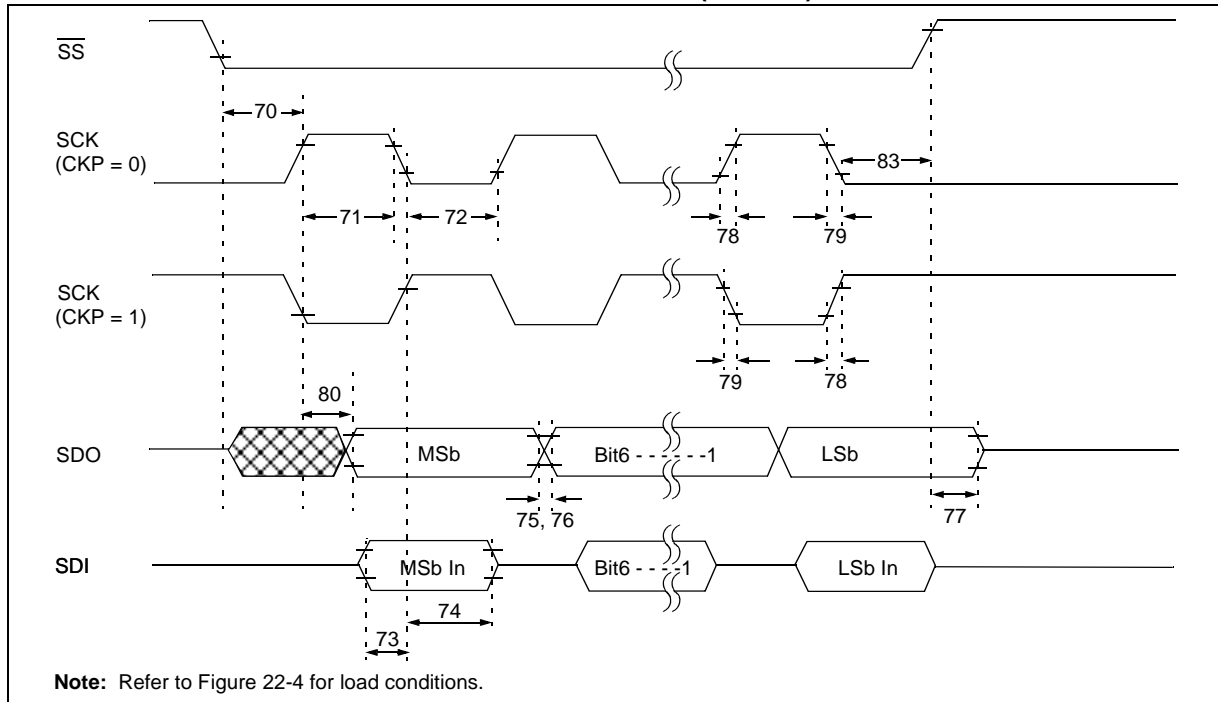 SS
70
SCK
(CKP = 0)
83
71
72
78
79
SCK
(CKP = 1)
79
78
80
SDO
MSb
Bit6 - - - - - - -1
LSb
75, 76
77
SDI
MSb In
Bit6 - - - -1
LSb In
74
73
Note: Refer to Figure 22-4 for load conditions.